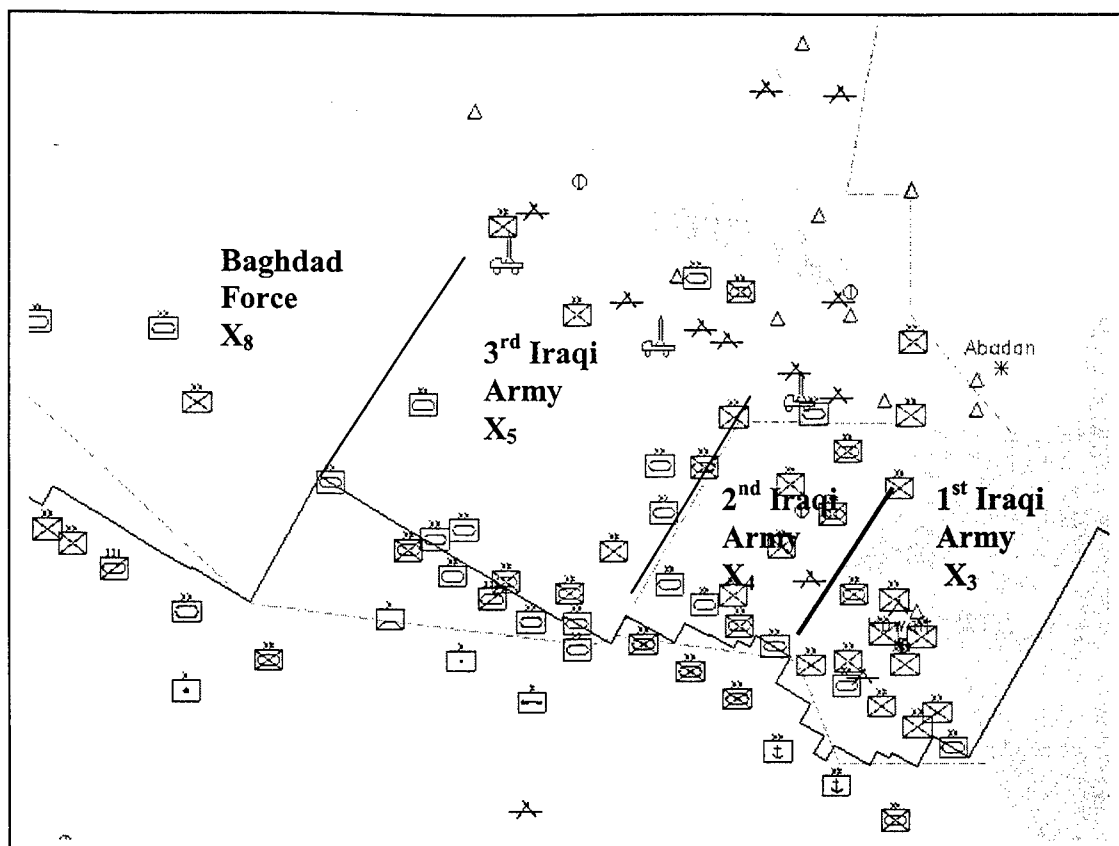 Baghdad
Force
X₈
3ʳᵈ Iraqi
Army
X₅
2ⁿᵈ Iraqi
Army
X₄
1ˢᵗ Iraqi
Army
X₃
Abadan